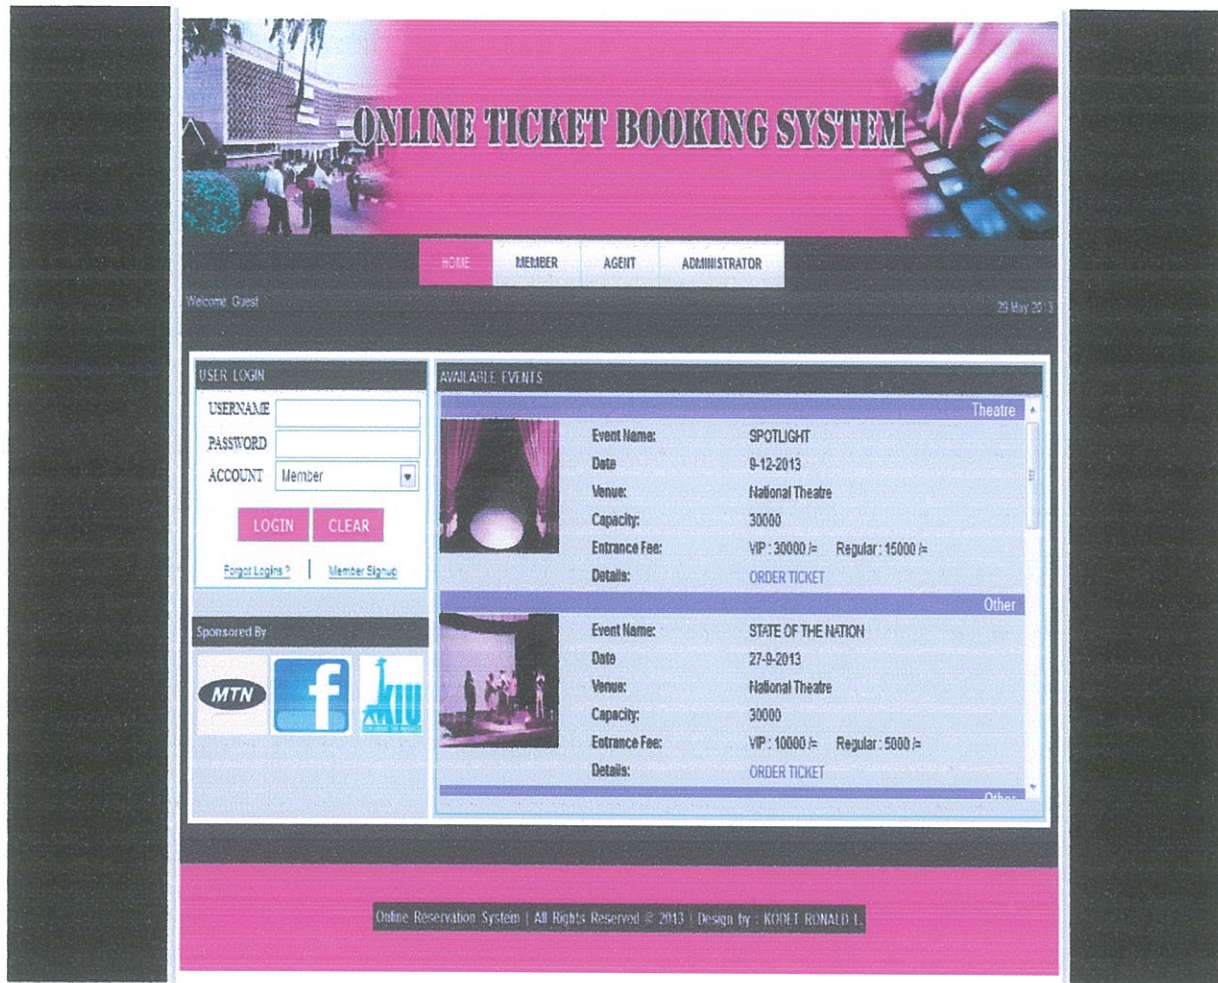 ONLINE TICKET BOOKING SYSTEM
HOME MEMBER AGENT ADMINISTRATOR
Welcome, Guest
29 May 2013
USER LOGIN
USERNAME
PASSWORD
ACCOUNT Member
LOGIN CLEAR
Forgot Logins ? Member Signup
Sponsored By
MTN f KIU
AVAILABLE EVENTS
Theatre
Event Name: SPOTLIGHT
Date 9-12-2013
Venue: National Theatre
Capacity: 30000
Entrance Fee: VIP : 30000 /= Regular : 15000 /=
Details: ORDER TICKET
Other
Event Name: STATE OF THE NATION
Date 27-9-2013
Venue: National Theatre
Capacity: 30000
Entrance Fee: VIP : 10000 /= Regular : 5000 /=
Details: ORDER TICKET
Other
Online Reservation System | All Rights Reserved © 2013 | Design by : KODET RONALD L.